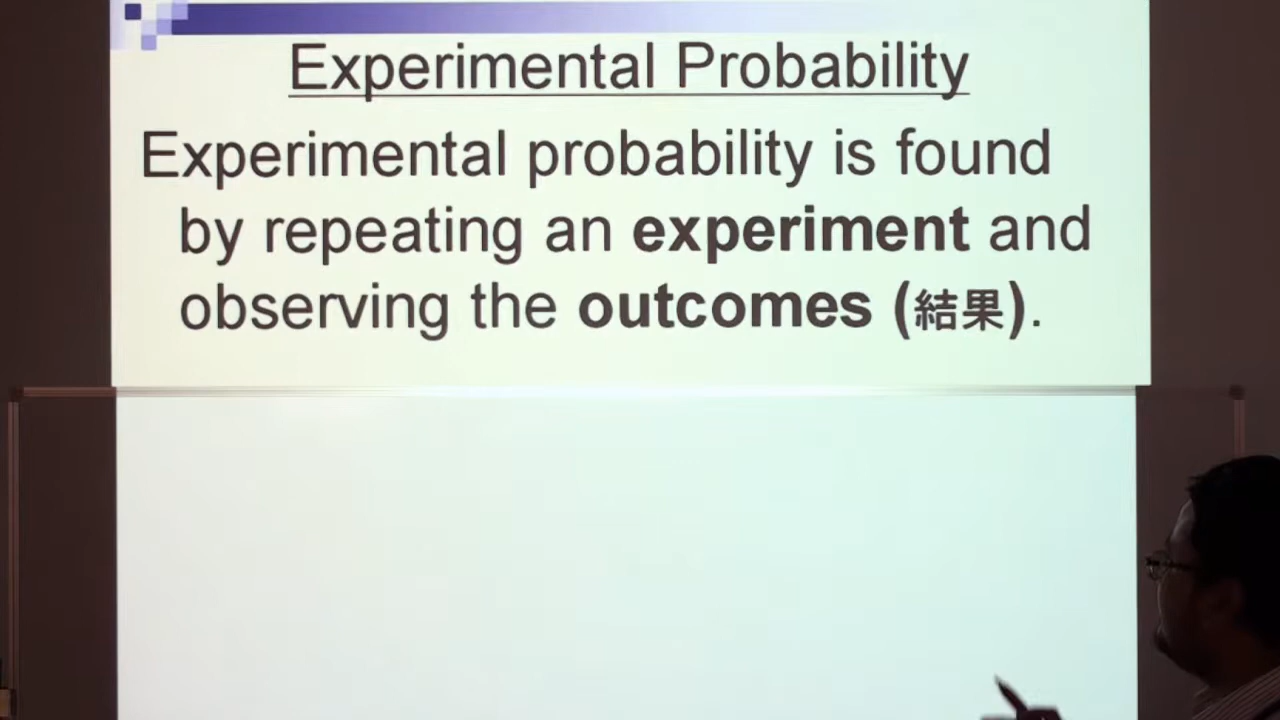 Experimental Probability
Experimental probability is found
by repeating an experiment and
observing the outcomes (結果).